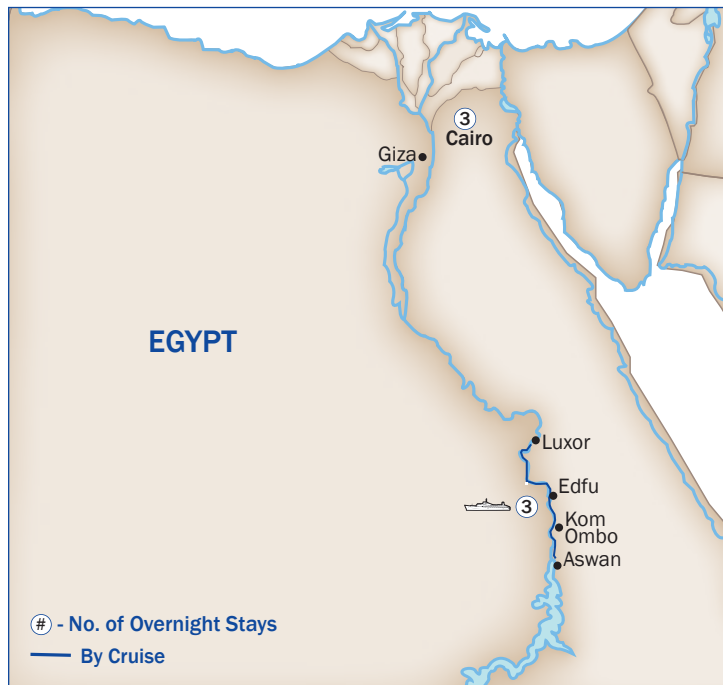 3
Cairo
Giza
EGYPT
Luxor
Edfu
3
Kom
Ombo
Aswan
# - No. of Overnight Stays
By Cruise